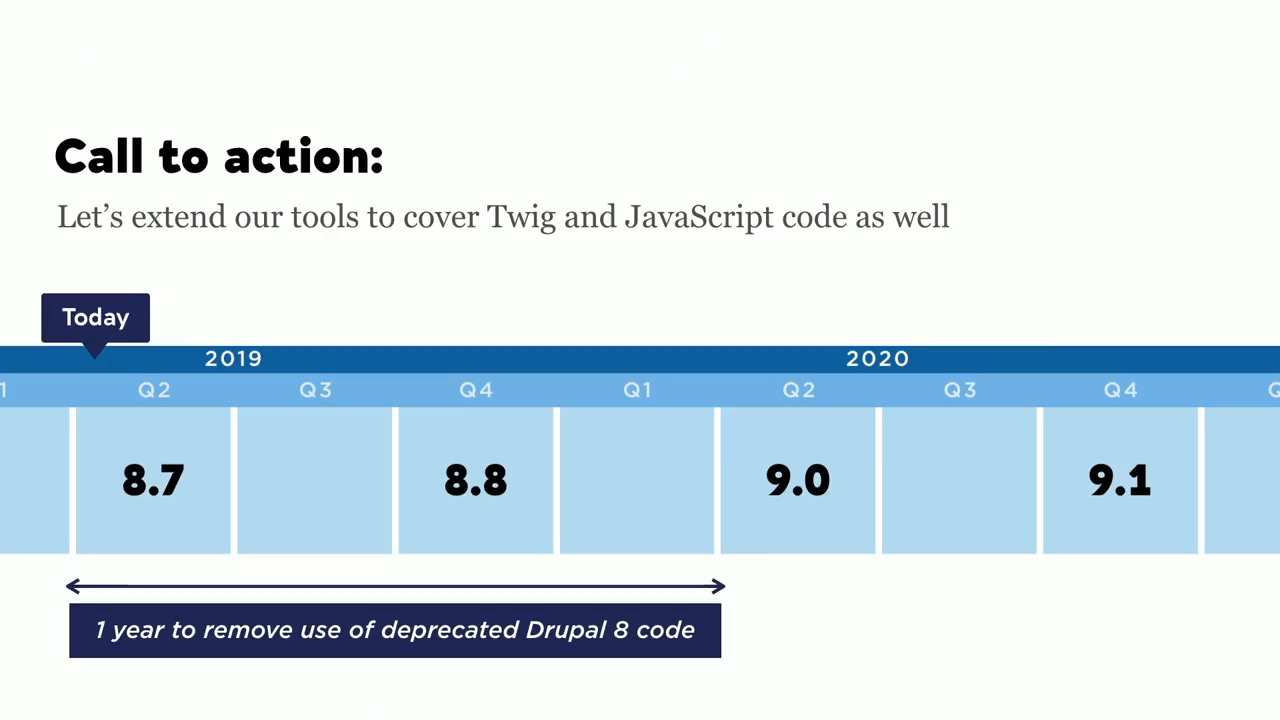 Call to action:
Let’s extend our tools to cover Twig and JavaScript code as well
Today
2019 2020
1 Q2 Q3 Q4 Q1 Q2 Q3 Q4 Q
8.7 8.8 9.0 9.1
1 year to remove use of deprecated Drupal 8 code